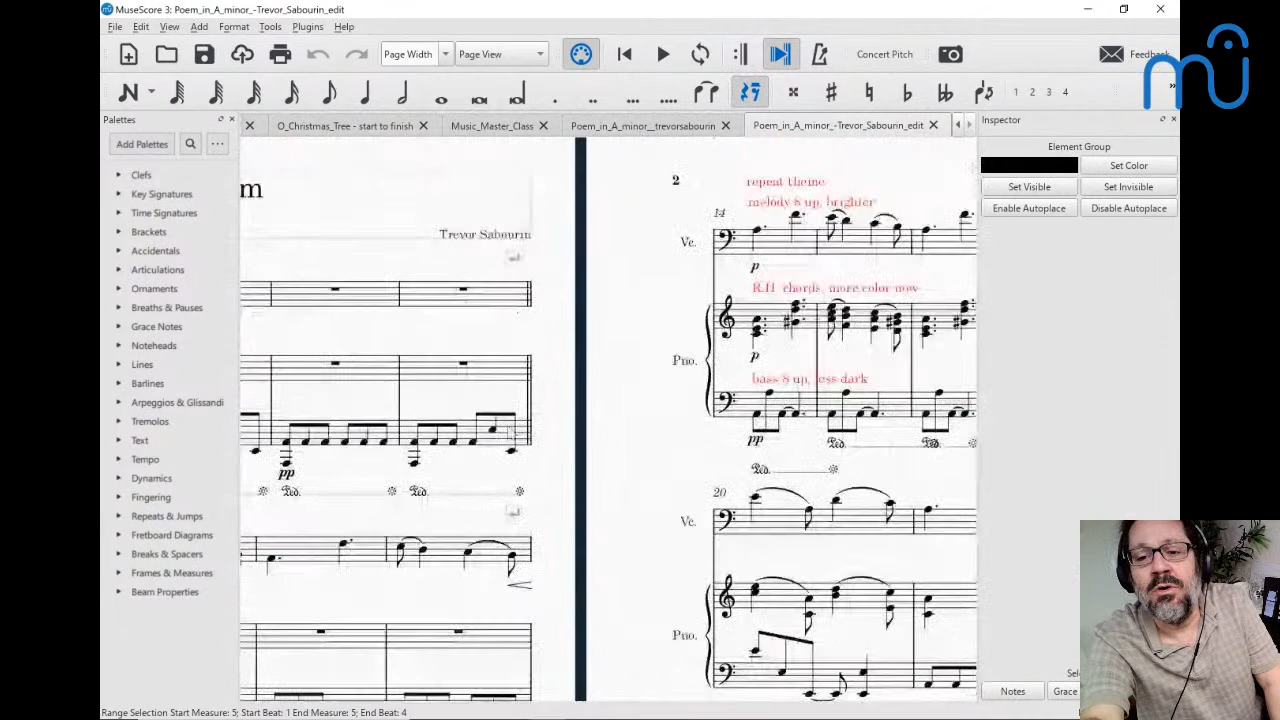 MuseScore 3: Poem_in_A_minor_-Trevor_Sabourin_edit
File Edit View Add Format Tools Plugins Help
Page Width Page View Concert Pitch Feedback
1 2 3 4
Palettes
O_Christmas_Tree - start to finish Music_Master_Class Poem_in_A_minor__trevorsabourin Poem_in_A_minor_-Trevor_Sabourin_edit
Inspector
Add Palettes
Element Group
Set Color
Set Visible Set Invisible
Enable Autoplace Disable Autoplace
Clefs
Key Signatures
Time Signatures
Brackets
Accidentals
Articulations
Ornaments
Breaths & Pauses
Grace Notes
Noteheads
Lines
Barlines
Arpeggios & Glissandi
Tremolos
Text
Tempo
Dynamics
Fingering
Repeats & Jumps
Fretboard Diagrams
Breaks & Spacers
Frames & Measures
Beam Properties
m
Trevor Sabourin
pp
2
repeat theme
melody 8 up, brighter
14
Vc.
p
R.H chords, more color now
p
Pno.
bass 8 up, less dark
pp
20
Vc.
Pno.
Notes Grace
Range Selection Start Measure: 5; Start Beat: 1 End Measure: 5; End Beat: 4